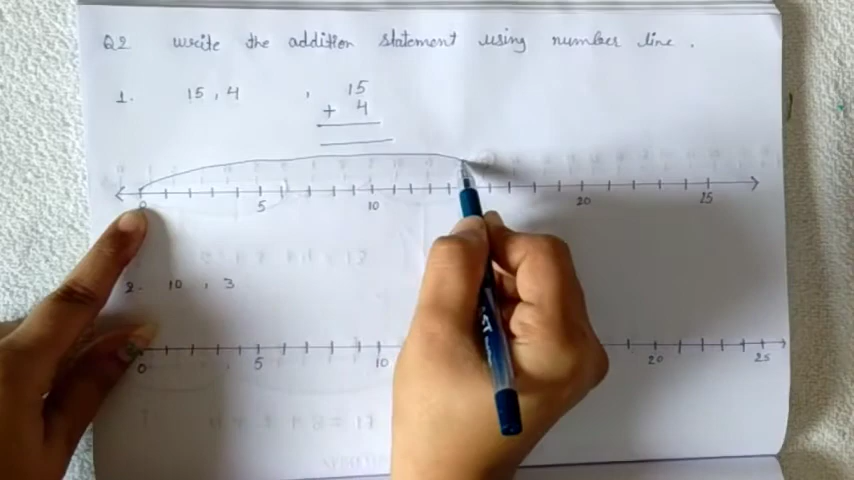 Q2 write the addition statement using number line .
1. 15 , 4 , 15
+ 4
0 5 10 20 25
2. 10 , 3
0 5 10 20 25